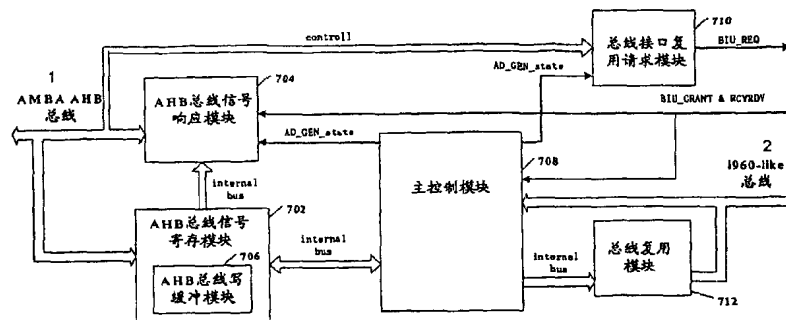 controll
总线接口复
用请求模块
710
BIU_REQ
1
AMBA AHB
总线
704
AHB总线信号
响应模块
AD_GEN_state
BIU_GRANT & RCYRDY
AD_GEN_state
708
主控制模块
2
i960-like
总线
internal
bus
702
AHB总线信号
寄存模块
706
AHB总线写
缓冲模块
internal
bus
internal
bus
总线复用
模块
712